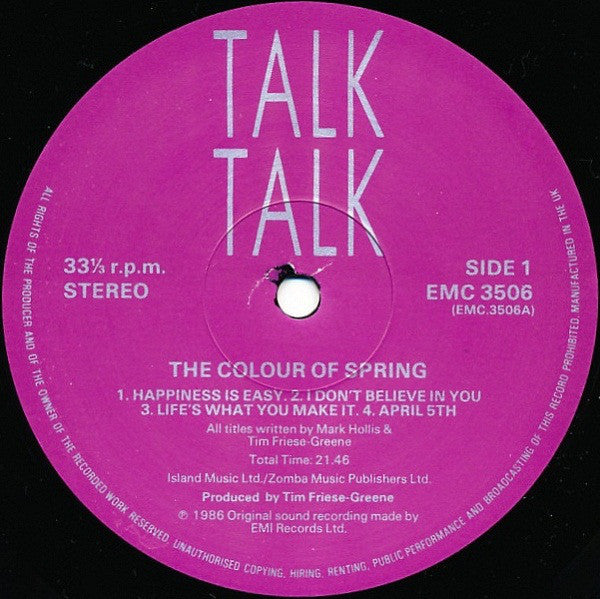 TALK
TALK
33⅓ r.p.m.
STEREO
SIDE 1
EMC 3506
(EMC.3506A)
THE COLOUR OF SPRING
1. HAPPINESS IS EASY. 2. I DON'T BELIEVE IN YOU
3. LIFE'S WHAT YOU MAKE IT. 4. APRIL 5TH
All titles written by Mark Hollis &
Tim Friese-Greene
Total Time: 21.46
Island Music Ltd./Zomba Music Publishers Ltd.
Produced by Tim Friese-Greene
℗ 1986 Original sound recording made by
EMI Records Ltd.
ALL RIGHTS OF THE PRODUCER AND OF THE OWNER OF THE RECORDED WORK RESERVED. UNAUTHORISED COPYING, HIRING, RENTING, PUBLIC PERFORMANCE AND BROADCASTING OF THIS RECORD PROHIBITED. MANUFACTURED IN THE UK